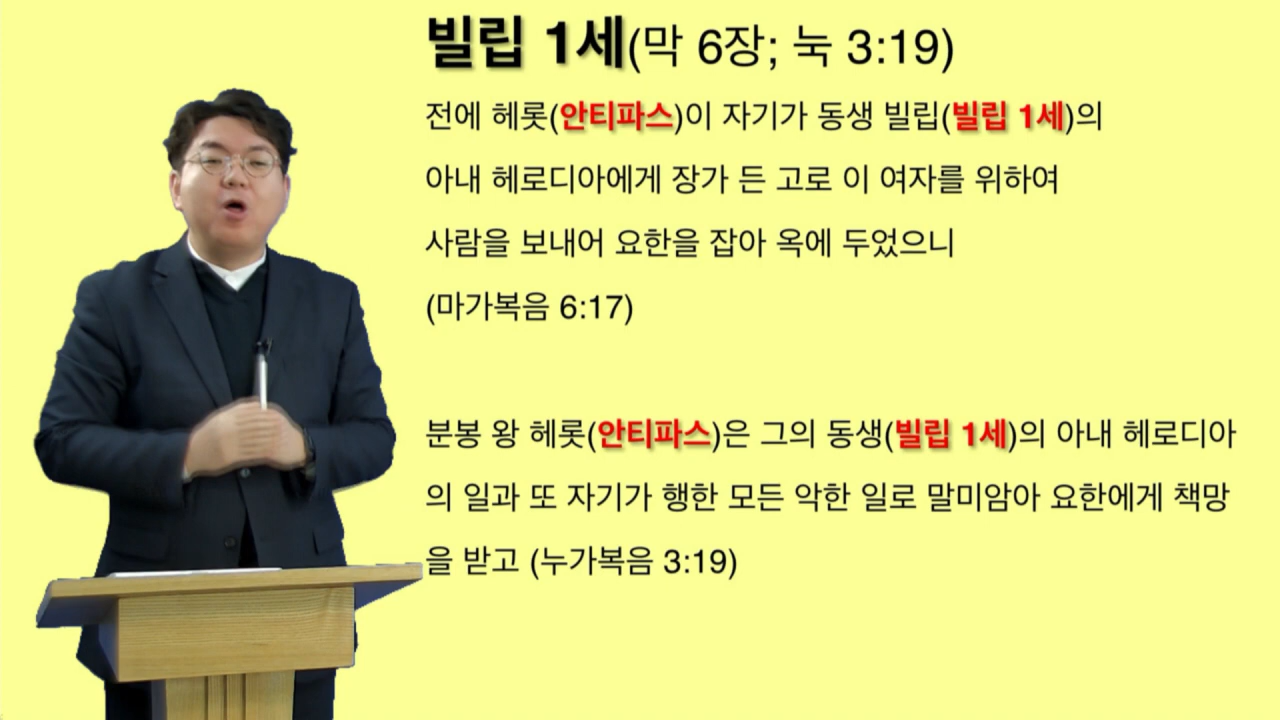 빌립 1세(막 6장; 눅 3:19)
전에 헤롯(안티파스)이 자기가 동생 빌립(빌립 1세)의
아내 헤로디아에게 장가 든 고로 이 여자를 위하여
사람을 보내어 요한을 잡아 옥에 두었으니
(마가복음 6:17)
분봉 왕 헤롯(안티파스)은 그의 동생(빌립 1세)의 아내 헤로디아
의 일과 또 자기가 행한 모든 악한 일로 말미암아 요한에게 책망
을 받고 (누가복음 3:19)